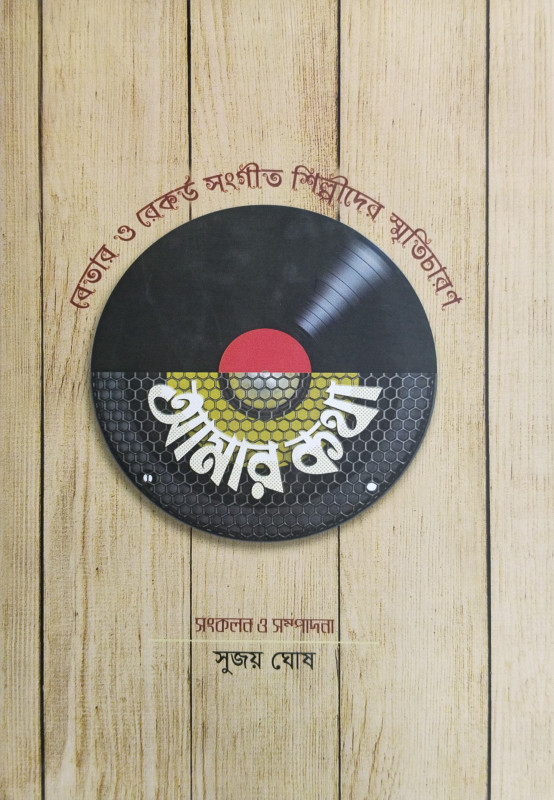 বেতার ও রেকর্ড সংগীত শিল্পীদের স্মৃতিচারণ
আমার কথা
সংকলন ও সম্পাদনা
সুজয় ঘোষ